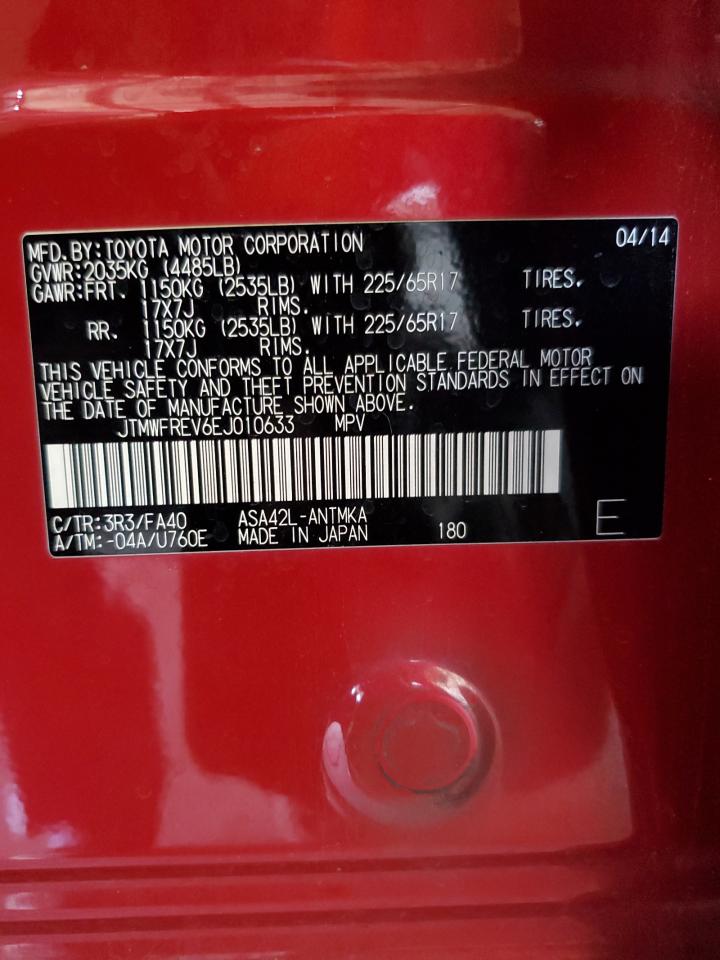 MFD.BY:TOYOTA MOTOR CORPORATION 04/14
GVWR:2035KG (4485LB)
GAWR:FRT. 1150KG (2535LB) WITH 225/65R17 TIRES.
17X7J RIMS.
RR. 1150KG (2535LB) WITH 225/65R17 TIRES.
17X7J RIMS.
THIS VEHICLE CONFORMS TO ALL APPLICABLE FEDERAL MOTOR
VEHICLE SAFETY AND THEFT PREVENTION STANDARDS IN EFFECT ON
THE DATE OF MANUFACTURE SHOWN ABOVE.
JTMWFREV6EJ010633 MPV
C/TR:3R3/FA40 ASA42L-ANTMKA
A/TM:-04A/U760E MADE IN JAPAN 180 E